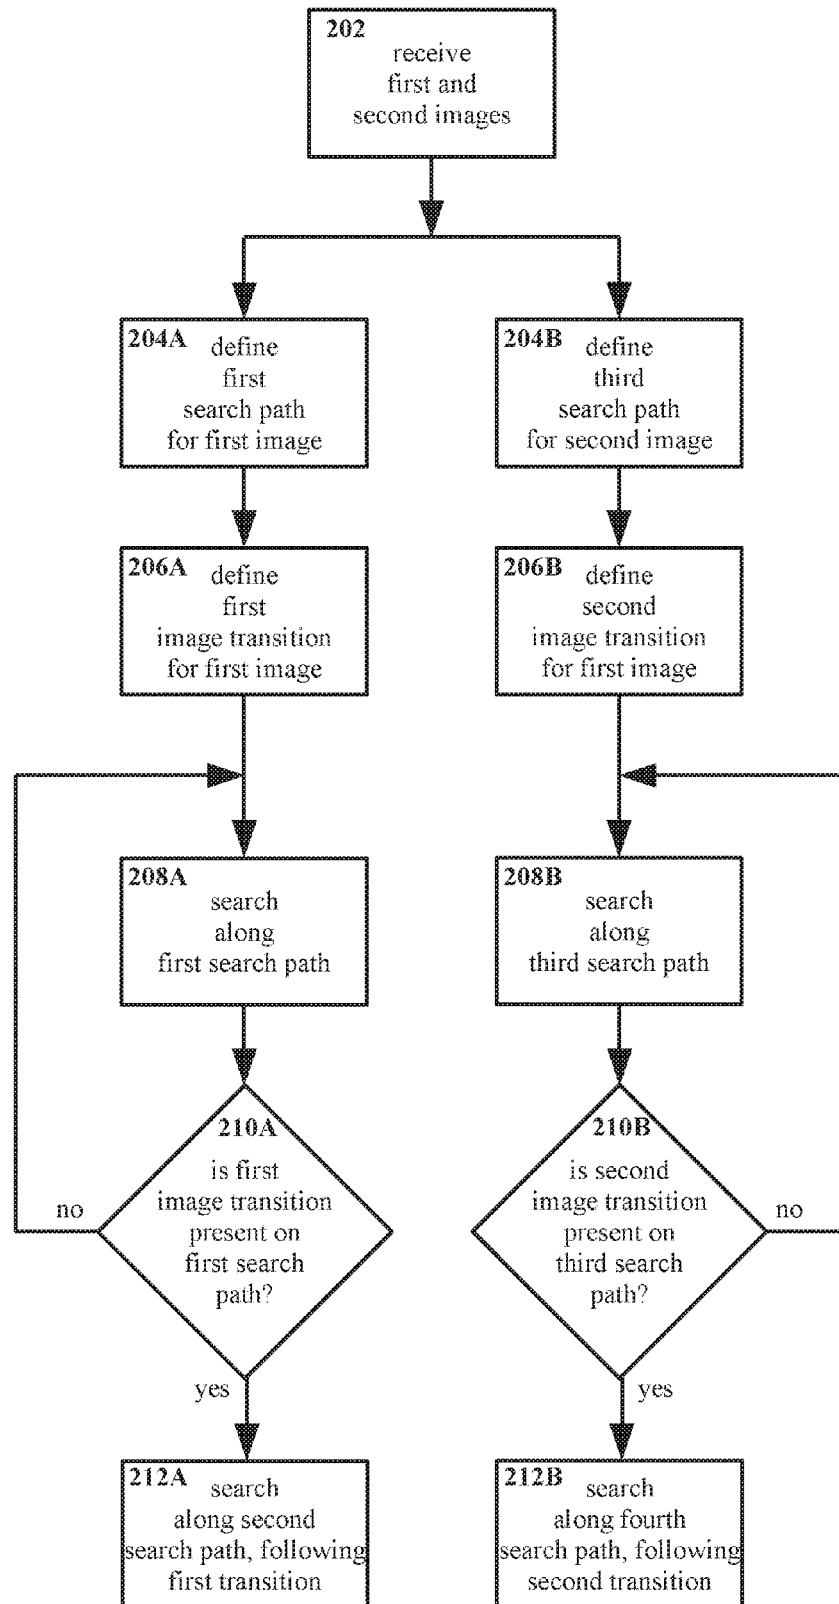 202
receive
first and
second images
204A
define
first
search path
for first image
204B
define
third
search path
for second image
206A
define
first
image transition
for first image
206B
define
second
image transition
for first image
208A
search
along
first search path
208B
search
along
third search path
210A
is first
image transition
present on
first search
path?
no
yes
210B
is second
image transition
present on
third search
path?
no
yes
212A
search
along second
search path, following
first transition
212B
search
along fourth
search path, following
second transition